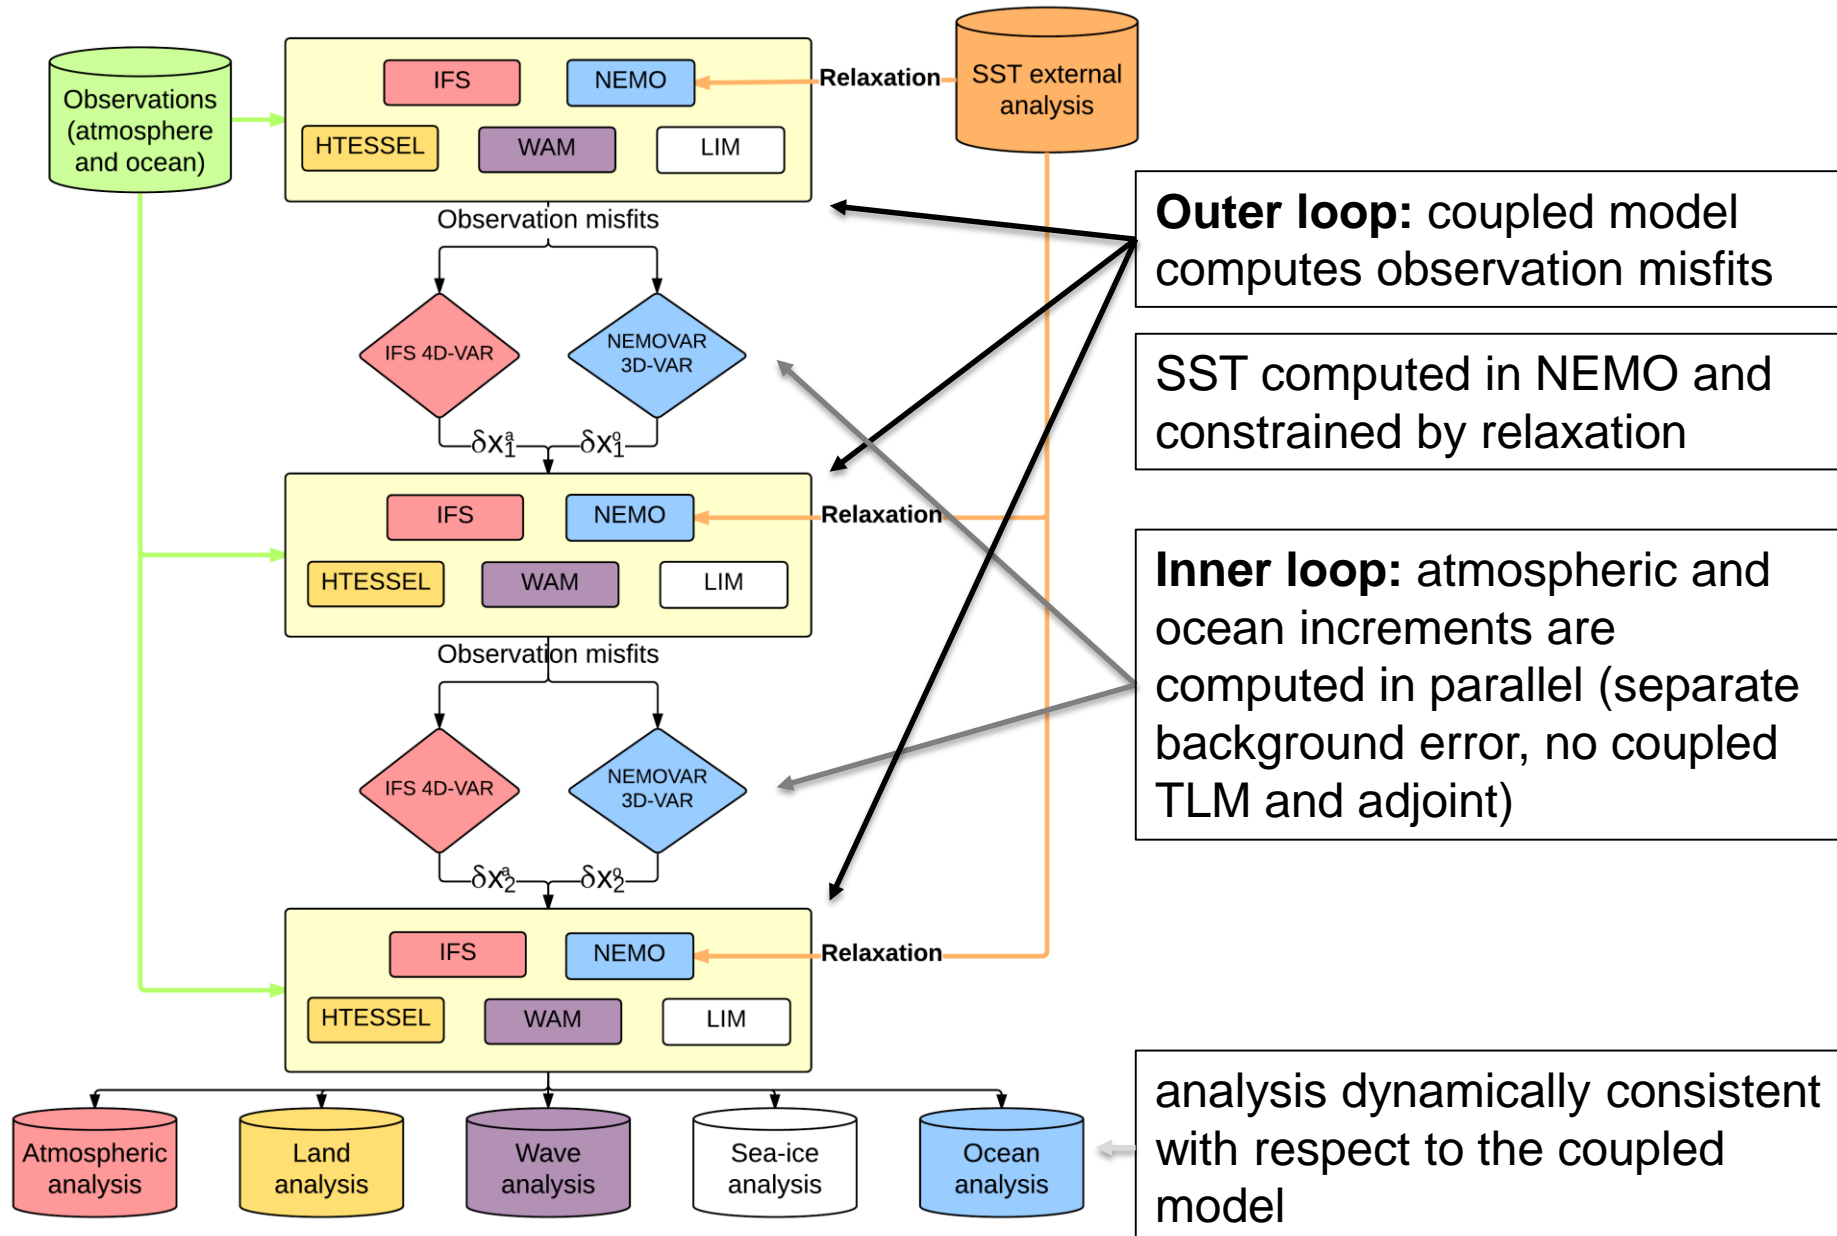 Observations
(atmosphere
and ocean)
IFS
NEMO
HTESSEL
WAM
LIM
Relaxation
SST external
analysis
Observation misfits
IFS 4D-VAR
NEMOVAR
3D-VAR
δx₁ᵃ
δx₁ᵒ
IFS
NEMO
HTESSEL
WAM
LIM
Relaxation
Observation misfits
IFS 4D-VAR
NEMOVAR
3D-VAR
δx₂ᵃ
δx₂ᵒ
IFS
NEMO
HTESSEL
WAM
LIM
Relaxation
Atmospheric
analysis
Land
analysis
Wave
analysis
Sea-ice
analysis
Ocean
analysis
Outer loop: coupled model
computes observation misfits
SST computed in NEMO and
constrained by relaxation
Inner loop: atmospheric and
ocean increments are
computed in parallel (separate
background error, no coupled
TLM and adjoint)
analysis dynamically consistent
with respect to the coupled
model